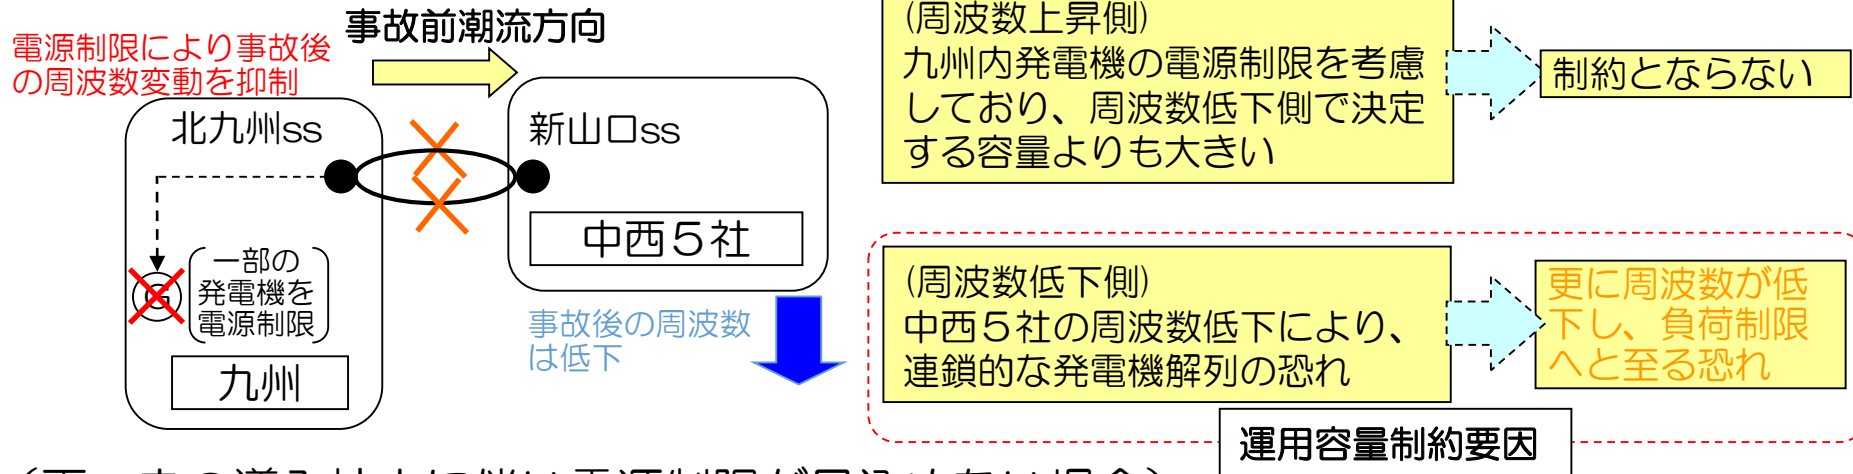 電源制限により事故後
の周波数変動を抑制
事故前潮流方向
北九州ss
新山口ss
中西５社
G
一部の
発電機を
電源制限
九州
事故後の周波数
は低下
(周波数上昇側)
九州内発電機の電源制限を考慮
しており、周波数低下側で決定
する容量よりも大きい
制約とならない
(周波数低下側)
中西５社の周波数低下により、
連鎖的な発電機解列の恐れ
更に周波数が低
下し、負荷制限
へと至る恐れ
運用容量制約要因